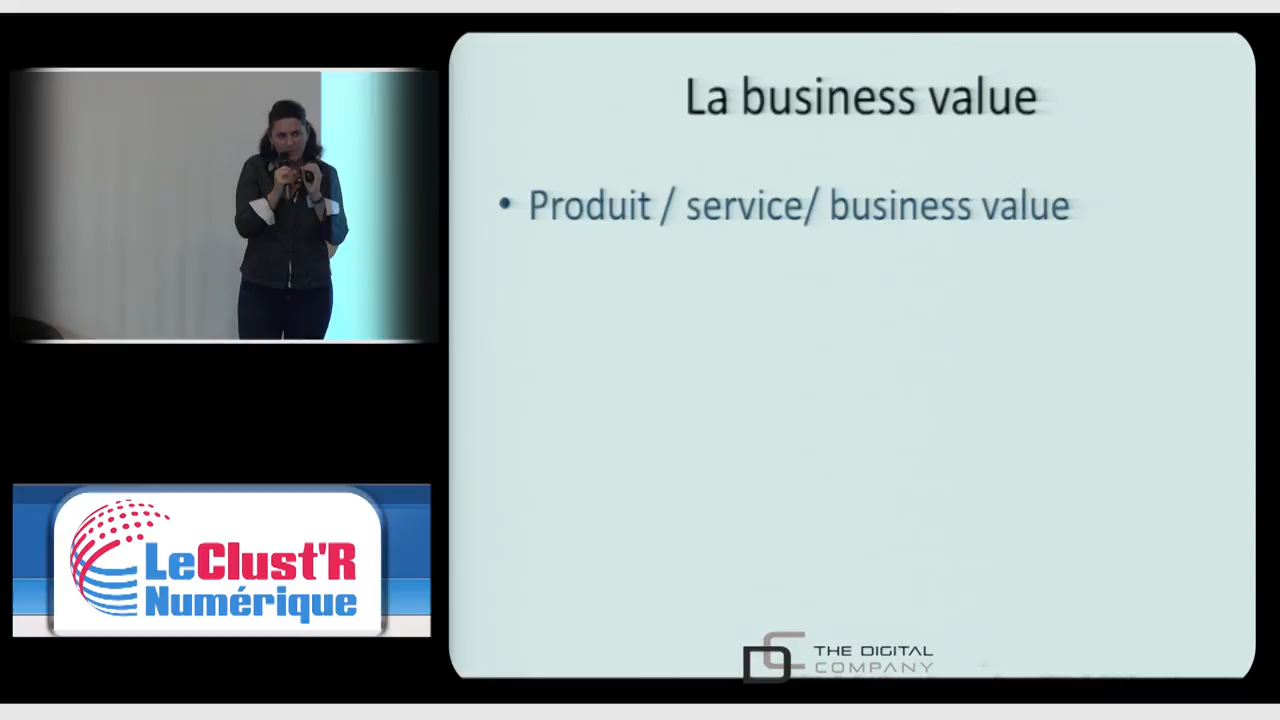 La business value
• Produit / service/ business value
LeClust'R
Numérique
THE DIGITAL
COMPANY